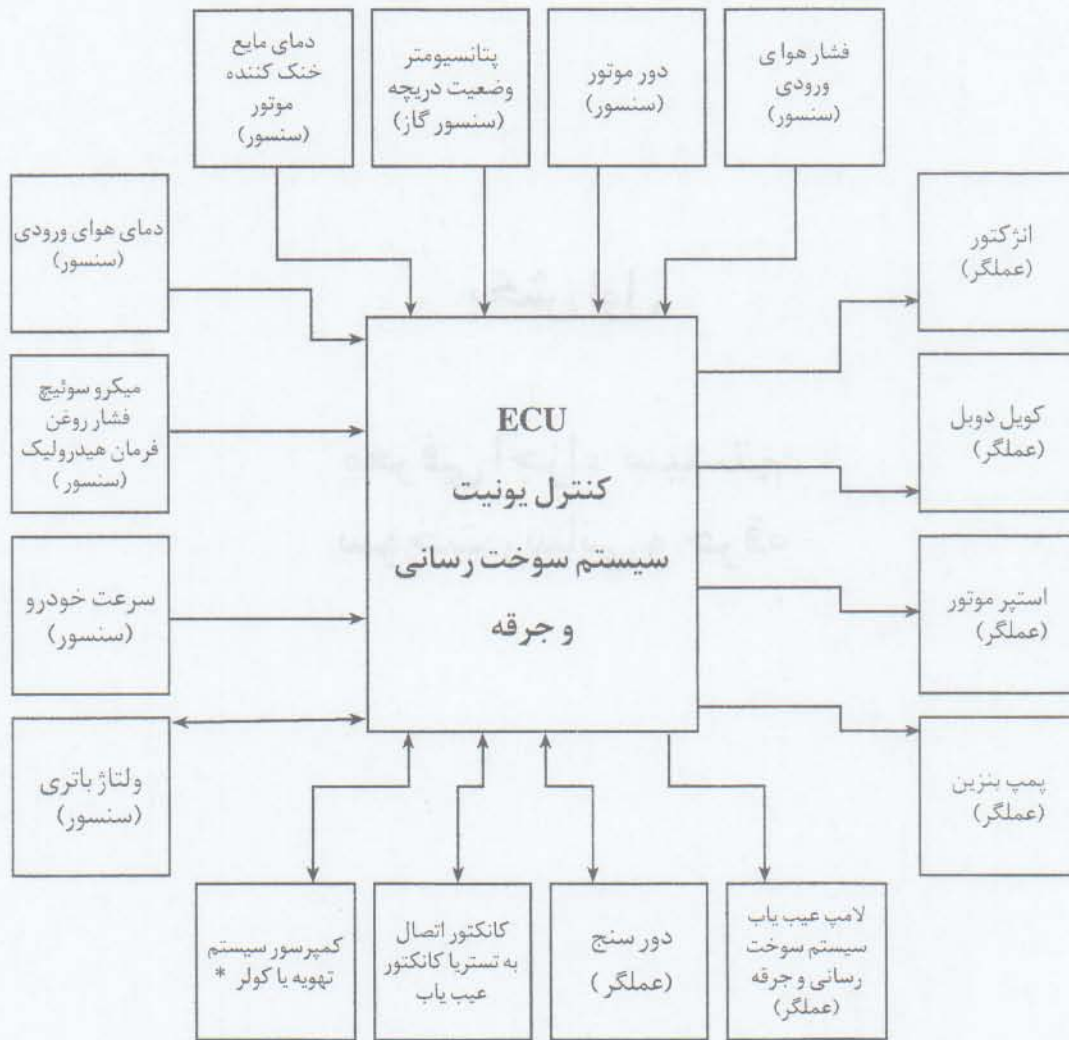 دمای مایع
خنک کننده
موتور
(سنسور)
پتانسیومتر
وضعیت دریچه
(سنسور گاز)
دور موتور
(سنسور)
فشار هوا ی
ورودی
(سنسور)
دمای هوای ورودی
(سنسور)
میکرو سوئیچ
فشار روغن
فرمان هیدرولیک
(سنسور)
سرعت خودرو
(سنسور)
ولتاژ باتری
(سنسور)
ECU
کنترل یونیت
سیستم سوخت رسانی
و جرقه
انژکتور
(عملگر)
کویل دوبل
(عملگر)
استپر موتور
(عملگر)
پمپ بنزین
(عملگر)
کمپرسور سیستم
تهویه یا کولر *
کانکتور اتصال
به تستر یا کانکتور
عیب یاب
دور سنج
(عملگر)
لامپ عیب یاب
سیستم سوخت
رسانی و جرقه
(عملگر)